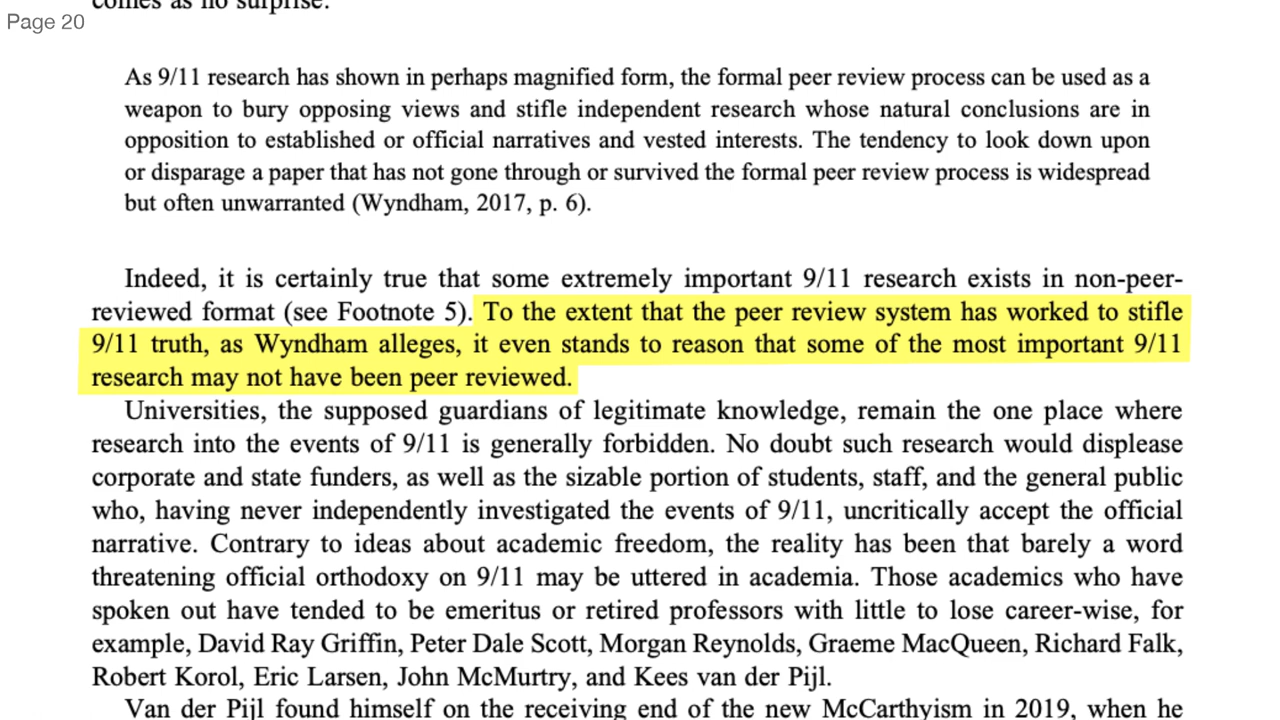 comes as no surprise.
Page 20
As 9/11 research has shown in perhaps magnified form, the formal peer review process can be used as a
weapon to bury opposing views and stifle independent research whose natural conclusions are in
opposition to established or official narratives and vested interests. The tendency to look down upon
or disparage a paper that has not gone through or survived the formal peer review process is widespread
but often unwarranted (Wyndham, 2017, p. 6).
Indeed, it is certainly true that some extremely important 9/11 research exists in non-peer-
reviewed format (see Footnote 5). To the extent that the peer review system has worked to stifle
9/11 truth, as Wyndham alleges, it even stands to reason that some of the most important 9/11
research may not have been peer reviewed.
Universities, the supposed guardians of legitimate knowledge, remain the one place where
research into the events of 9/11 is generally forbidden. No doubt such research would displease
corporate and state funders, as well as the sizable portion of students, staff, and the general public
who, having never independently investigated the events of 9/11, uncritically accept the official
narrative. Contrary to ideas about academic freedom, the reality has been that barely a word
threatening official orthodoxy on 9/11 may be uttered in academia. Those academics who have
spoken out have tended to be emeritus or retired professors with little to lose career-wise, for
example, David Ray Griffin, Peter Dale Scott, Morgan Reynolds, Graeme MacQueen, Richard Falk,
Robert Korol, Eric Larsen, John McMurtry, and Kees van der Pijl.
Van der Pijl found himself on the receiving end of the new McCarthyism in 2019, when he